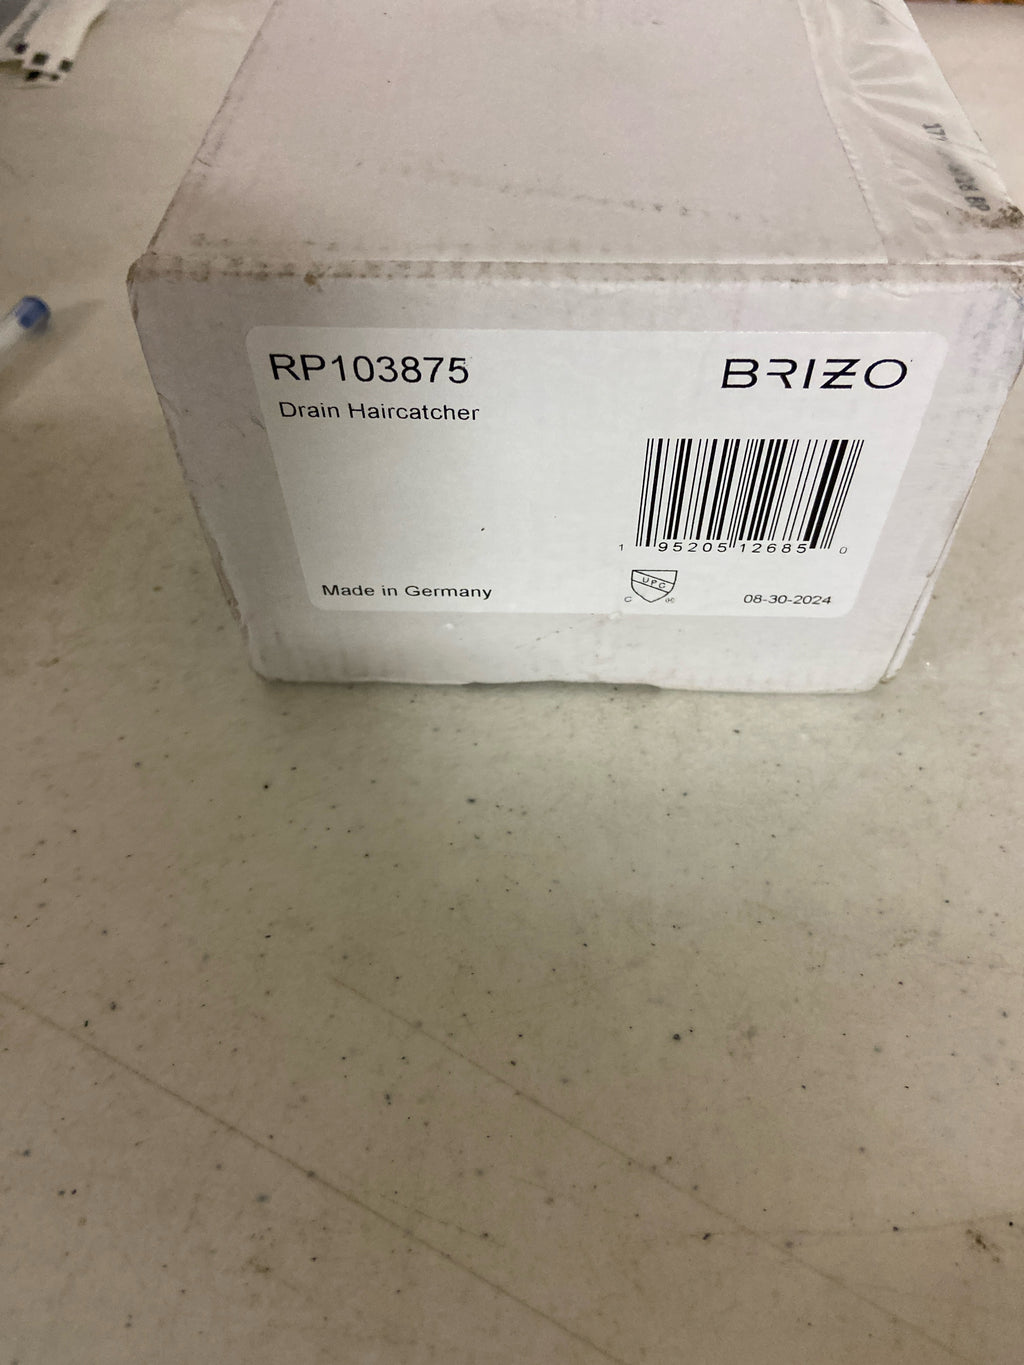 RP103875
BRIZO
Drain Haircatcher
1 95205 12685 0
Made in Germany
UPC
C
08-30-2024